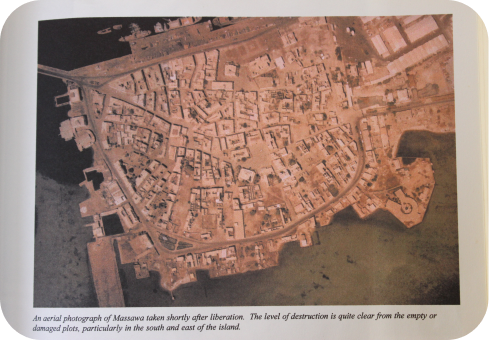 An aerial photograph of Massawa taken shortly after liberation. The level of destruction is quite clear from the empty or
damaged plots, particularly in the south and east of the island.